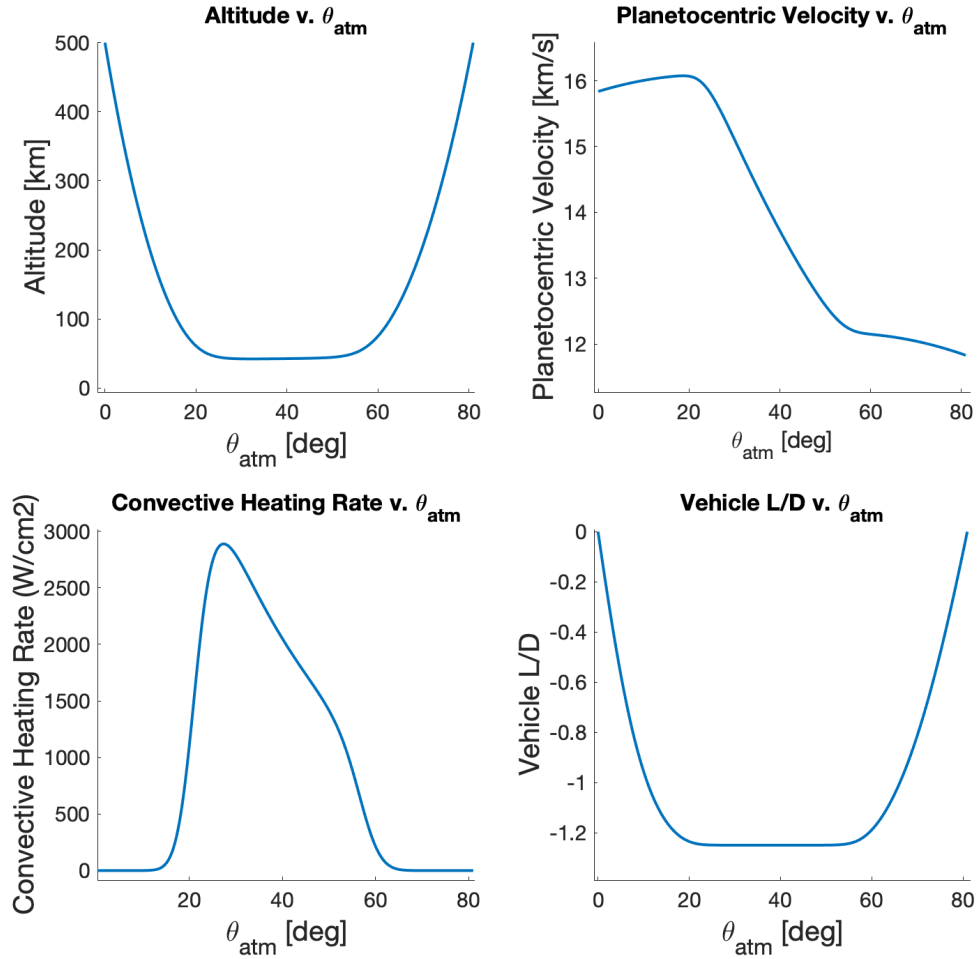 Altitude v. θatm
Altitude [km]
500
400
300
200
100
0
0 20 40 60 80
θatm [deg]
Planetocentric Velocity v. θatm
Planetocentric Velocity [km/s]
16
15
14
13
12
0 20 40 60 80
θatm [deg]
Convective Heating Rate v. θatm
Convective Heating Rate (W/cm2)
3000
2500
2000
1500
1000
500
0
20 40 60 80
θatm [deg]
Vehicle L/D v. θatm
Vehicle L/D
0
-0.2
-0.4
-0.6
-0.8
-1
-1.2
0 20 40 60 80
θatm [deg]